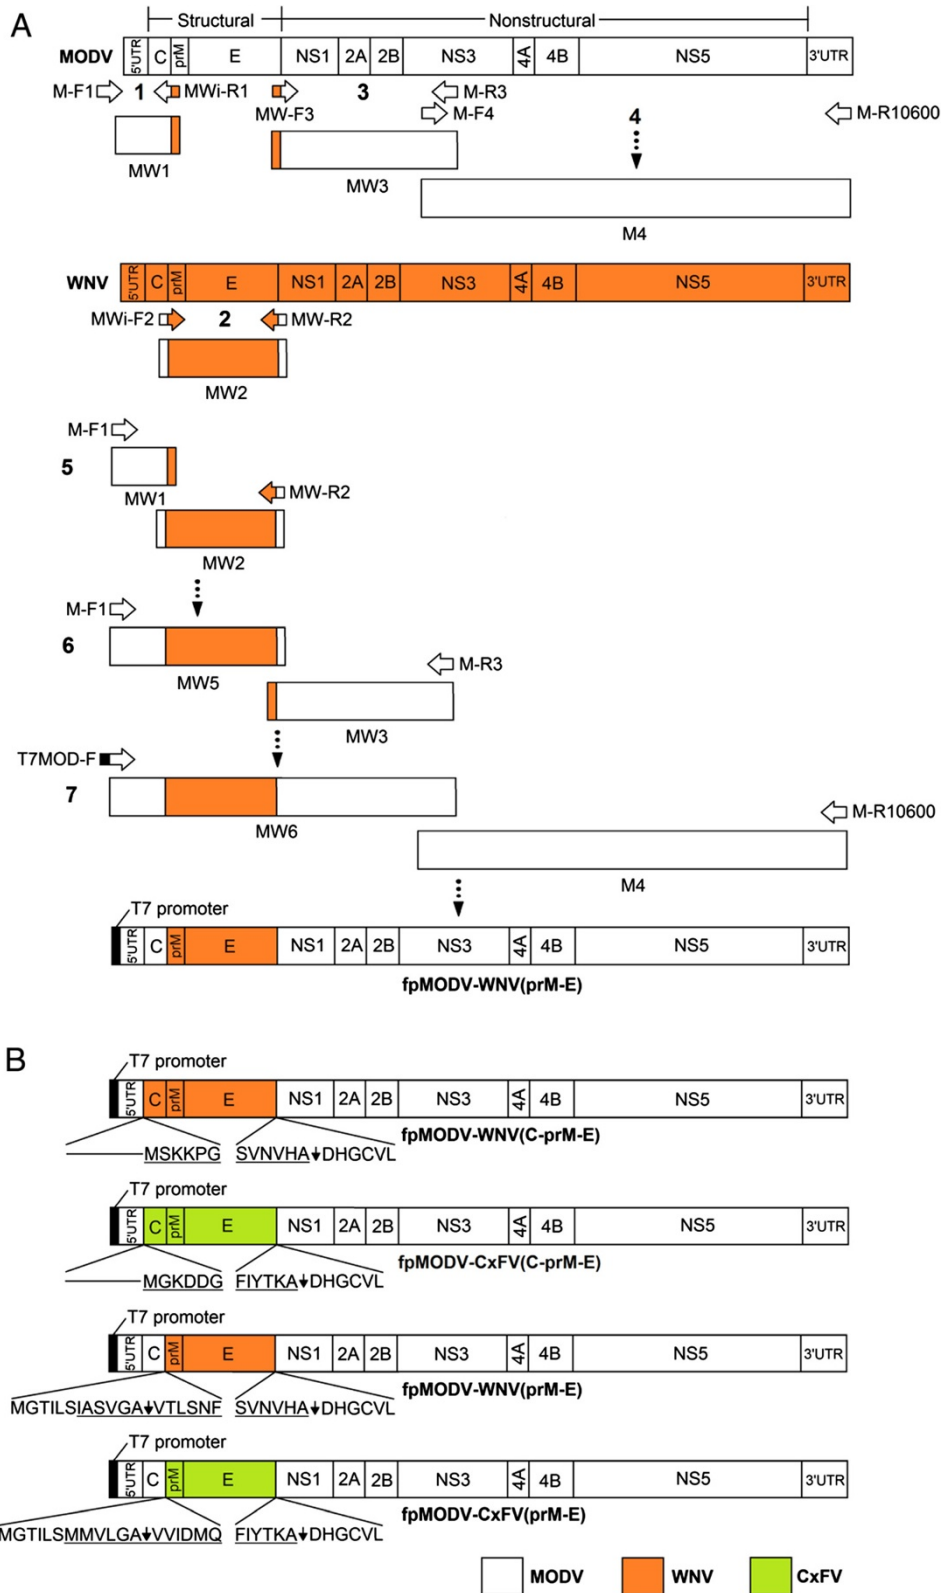 A
Structural Nonstructural
MODV 5'UTR C prM E NS1 2A 2B NS3 4A 4B NS5 3'UTR
M-F1 1 MWi-R1 3 M-R3
MW-F3 M-F4 4 M-R10600
MW1
MW3
M4
WNV 5'UTR C prM E NS1 2A 2B NS3 4A 4B NS5 3'UTR
MWi-F2 2 MW-R2
MW2
M-F1
5
MW1 MW-R2
MW2
M-F1
6
M-R3
MW5
MW3
T7MOD-F
7
M-R10600
MW6
M4
T7 promoter
5'UTR C prM E NS1 2A 2B NS3 4A 4B NS5 3'UTR
fpMODV-WNV(prM-E)
B
T7 promoter
5'UTR C prM E NS1 2A 2B NS3 4A 4B NS5 3'UTR
fpMODV-WNV(C-prM-E)
MSKKPG SVNVHA↓DHGCVL
T7 promoter
5'UTR C prM E NS1 2A 2B NS3 4A 4B NS5 3'UTR
fpMODV-CxFV(C-prM-E)
MGKDDG FIYTKA↓DHGCVL
T7 promoter
5'UTR C prM E NS1 2A 2B NS3 4A 4B NS5 3'UTR
fpMODV-WNV(prM-E)
MGTILSIASVGA↓VTLSNF SVNVHA↓DHGCVL
T7 promoter
5'UTR C prM E NS1 2A 2B NS3 4A 4B NS5 3'UTR
fpMODV-CxFV(prM-E)
MGTILSMMVLGA↓VVIDMQ FIYTKA↓DHGCVL
MODV WNV CxFV